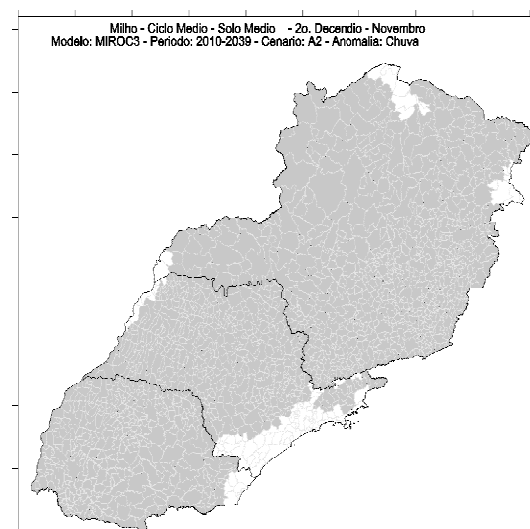 Milho - Ciclo Medio - Solo Medio - 2o. Decendio - Novembro
Modelo: MIROC3 - Periodo: 2010-2039 - Cenario: A2 - Anomalia: Chuva